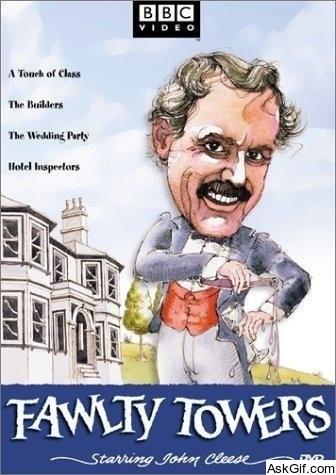 BBC
VIDEO
A Touch of Class
The Builders
The Wedding Party
Hotel Inspectors
FAWLTY TOWERS
Starring John Cleese
DVD
AskGif.com